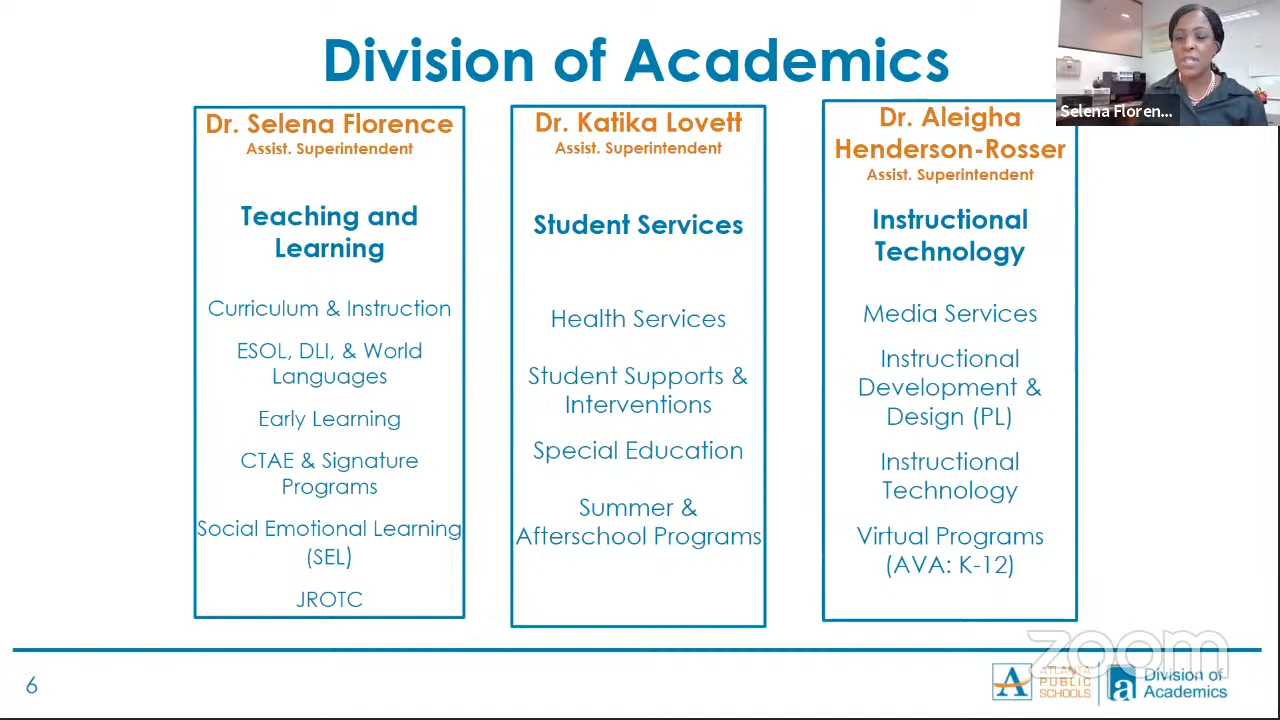 Division of Academics
Selena Floren...
Dr. Selena Florence
Assist. Superintendent
Teaching and
Learning
Curriculum & Instruction
ESOL, DLI, & World
Languages
Early Learning
CTAE & Signature
Programs
Social Emotional Learning
(SEL)
JROTC
Dr. Katika Lovett
Assist. Superintendent
Student Services
Health Services
Student Supports &
Interventions
Special Education
Summer &
Afterschool Programs
Dr. Aleigha
Henderson-Rosser
Assist. Superintendent
Instructional
Technology
Media Services
Instructional
Development &
Design (PL)
Instructional
Technology
Virtual Programs
(AVA: K-12)
6
zoom
A
ATLANTA
PUBLIC
SCHOOLS
a
Division of
Academics